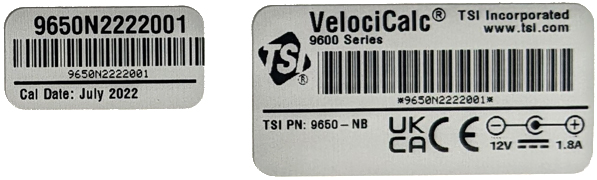 9650N2222001
9650N2222001
Cal Date: July 2022
VelociCalc® TSI Incorporated
9600 Series www.tsi.com
TSI®
*9650N2222001*
TSI PN: 9650-NB
UK
CA CE
12V 1.8A